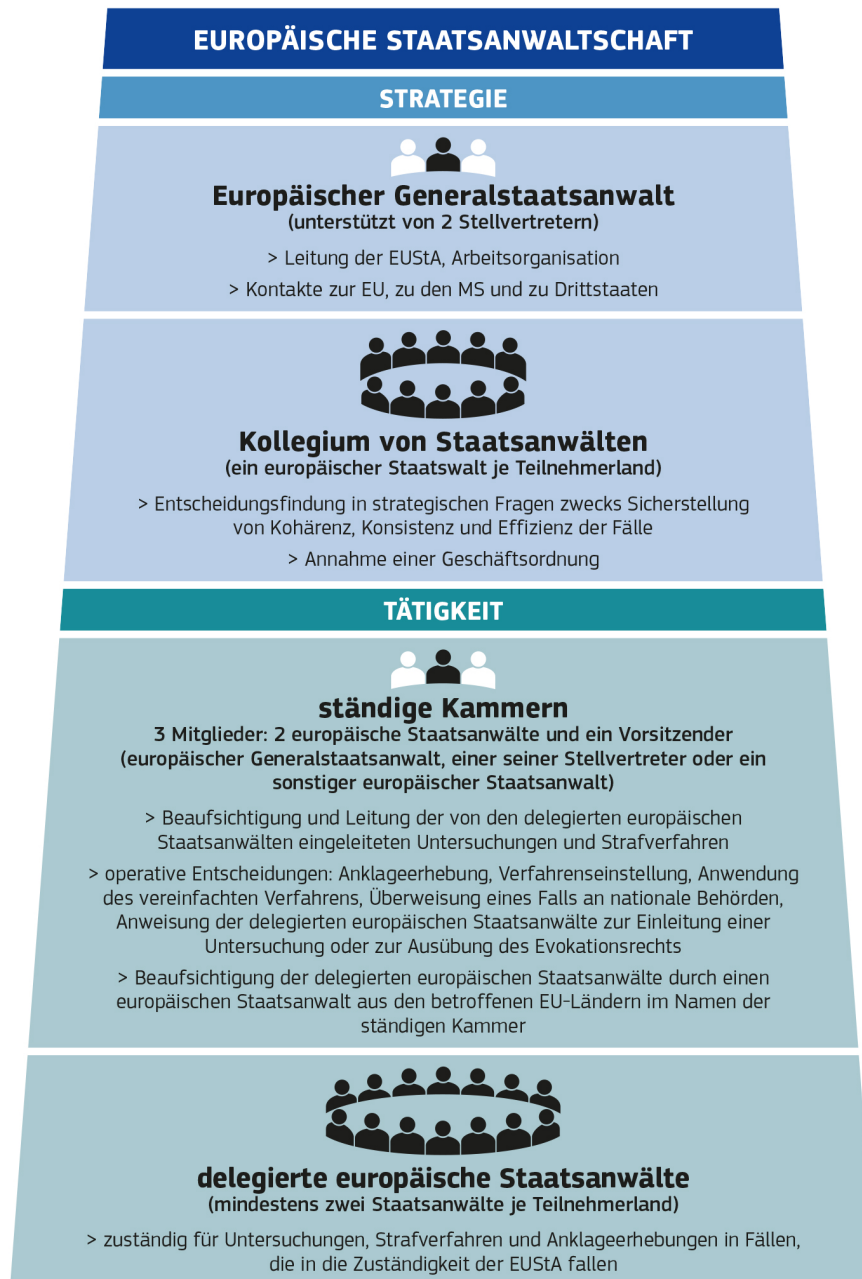 EUROPÄISCHE STAATSANWALTSCHAFT
STRATEGIE
Europäischer Generalstaatsanwalt
(unterstützt von 2 Stellvertretern)
> Leitung der EUStA, Arbeitsorganisation
> Kontakte zur EU, zu den MS und zu Drittstaaten
Kollegium von Staatsanwälten
(ein europäischer Staatswalt je Teilnehmerland)
> Entscheidungsfindung in strategischen Fragen zwecks Sicherstellung
von Kohärenz, Konsistenz und Effizienz der Fälle
> Annahme einer Geschäftsordnung
TÄTIGKEIT
ständige Kammern
3 Mitglieder: 2 europäische Staatsanwälte und ein Vorsitzender
(europäischer Generalstaatsanwalt, einer seiner Stellvertreter oder ein
sonstiger europäischer Staatsanwalt)
> Beaufsichtigung und Leitung der von den delegierten europäischen
Staatsanwälten eingeleiteten Untersuchungen und Strafverfahren
> operative Entscheidungen: Anklageerhebung, Verfahrenseinstellung, Anwendung
des vereinfachten Verfahrens, Überweisung eines Falls an nationale Behörden,
Anweisung der delegierten europäischen Staatsanwälte zur Einleitung einer
Untersuchung oder zur Ausübung des Evokationsrechts
> Beaufsichtigung der delegierten europäischen Staatsanwälte durch einen
europäischen Staatsanwalt aus den betroffenen EU-Ländern im Namen der
ständigen Kammer
delegierte europäische Staatsanwälte
(mindestens zwei Staatsanwälte je Teilnehmerland)
> zuständig für Untersuchungen, Strafverfahren und Anklageerhebungen in Fällen,
die in die Zuständigkeit der EUStA fallen